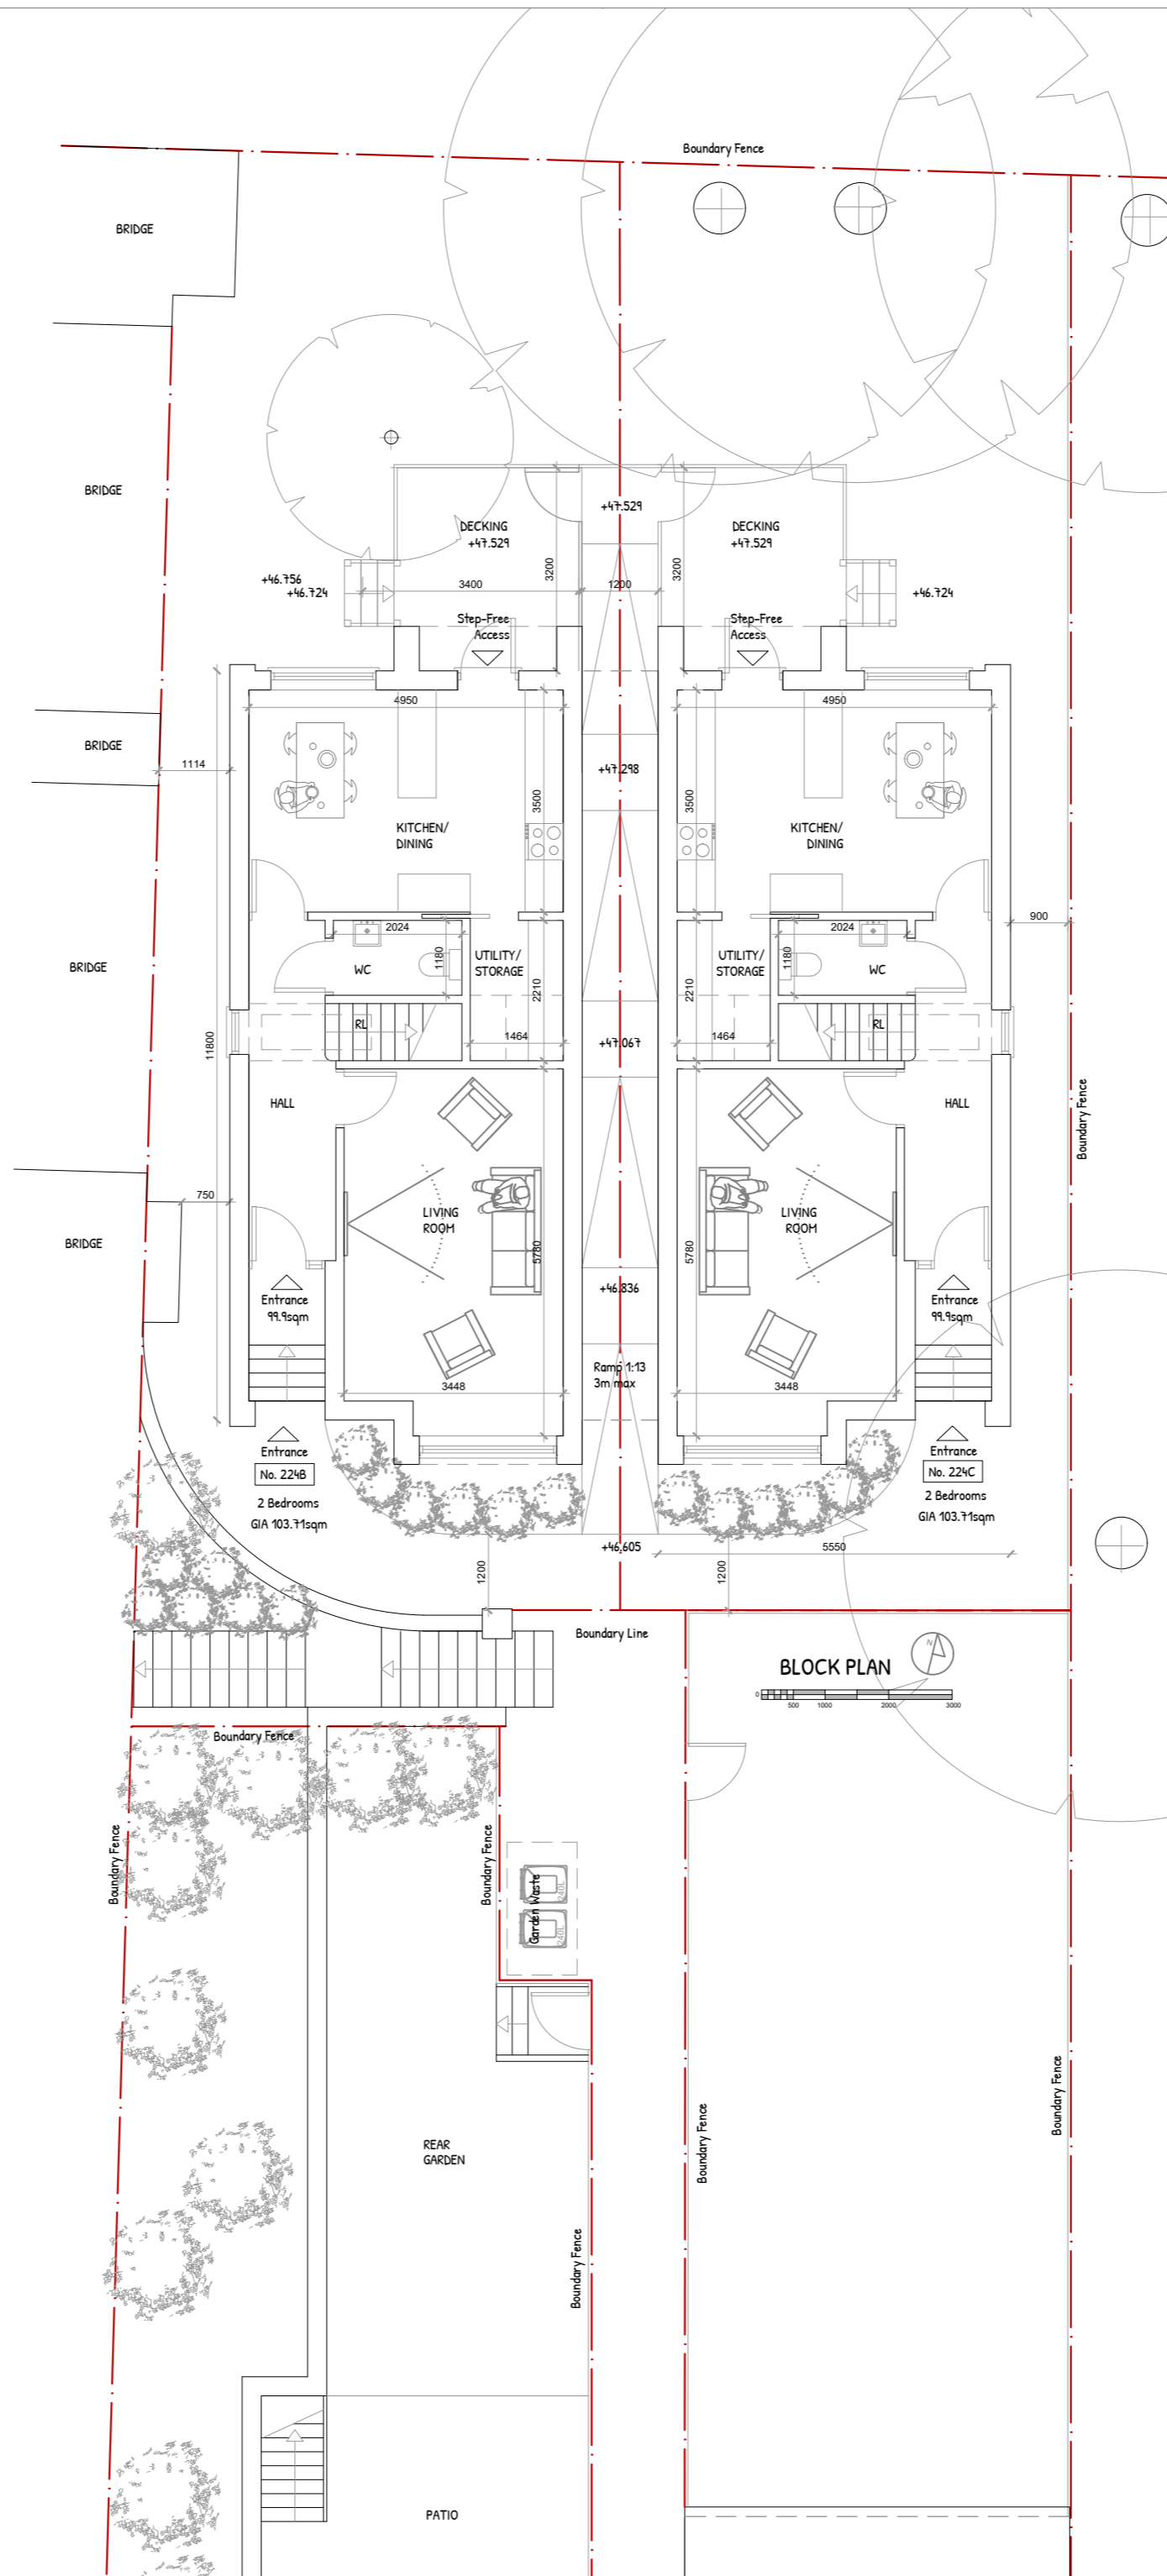 Boundary Fence
BRIDGE
BRIDGE
+47.529
DECKING
+47.529
DECKING
+47.529
3200
3200
+46.756
+46.724
3400
1200
+46.724
Step-Free
Access
Step-Free
Access
4950
4950
BRIDGE
1114
+47.298
3500
3500
KITCHEN/
DINING
KITCHEN/
DINING
900
2024
2024
BRIDGE
WC
1180
UTILITY/
STORAGE
2210
UTILITY/
STORAGE
2210
1180
WC
RL
RL
11800
1464
+47.067
1464
HALL
HALL
Boundary Fence
750
LIVING
ROOM
LIVING
ROOM
BRIDGE
5780
5780
+46.836
Entrance
99.9sqm
Entrance
99.9sqm
Ramp 1:13
3m max
3448
3448
Entrance
No. 224B
2 Bedrooms
GIA 103.71sqm
Entrance
No. 224C
2 Bedrooms
GIA 103.71sqm
+46.605
5550
1200
1200
Boundary Line
N
BLOCK PLAN
0
500
1000
2000
3000
Boundary Fence
Boundary Fence
Boundary Fence
Garden Waste
240L
240L
Boundary Fence
Boundary Fence
REAR
GARDEN
Boundary Fence
PATIO